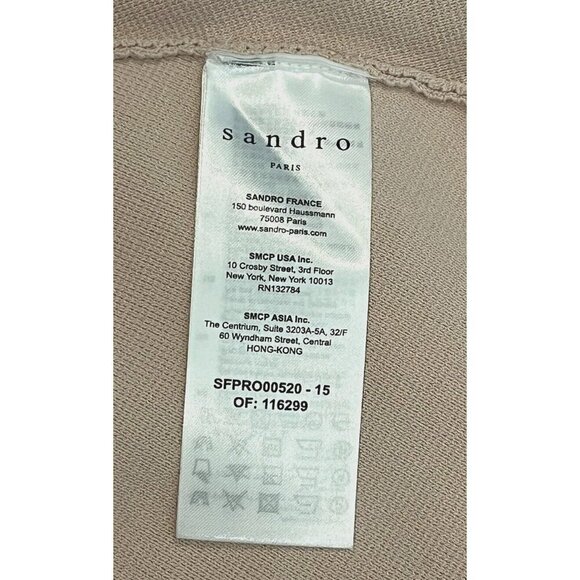 sandro
PARIS
SANDRO FRANCE
150 boulevard Haussmann
75008 Paris
www.sandro-paris.com
SMCP USA Inc.
10 Crosby Street, 3rd Floor
New York, New York 10013
RN132784
SMCP ASIA Inc.
The Centrium, Suite 3203A-5A, 32/F
60 Wyndham Street, Central
HONG-KONG
SFPRO00520 - 15
OF: 116299